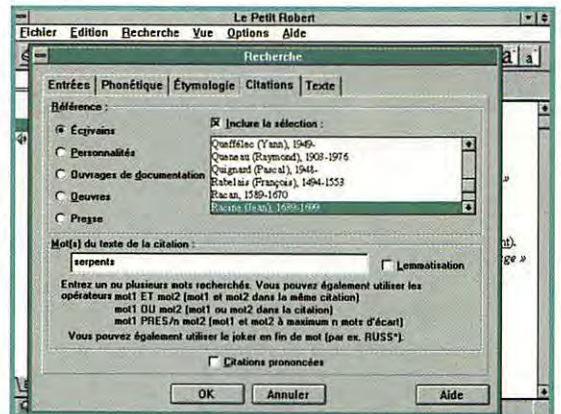 Le Petit Robert
Fichier Edition Recherche Vue Options Aide
Recherche
a a
Entrées Phonétique Étymologie Citations Texte
Référence :
Écrivains
Personnalités
Ouvrages de documentation
Oeuvres
Presse
Inclure la sélection :
Queffélec (Yann), 1949-
Queneau (Raymond), 1903-1976
Quignard (Pascal), 1948-
Rabelais (François), 1494-1553
Racan, 1589-1670
Racine (Jean), 1639-1699
»
Mot(s) du texte de la citation :
serpents
Lemmatisation
ge »
Entrez un ou plusieurs mots recherchés. Vous pouvez également utiliser les
opérateurs mot1 ET mot2 (mot1 et mot2 dans la même citation)
mot1 OU mot2 (mot1 ou mot2 dans la citation)
mot1 PRES/n mot2 (mot1 et mot2 à maximum n mots d'écart)
Vous pouvez également utiliser le joker en fin de mot (par ex. RUSS*).
Citations prononcées
OK Annuler Aide